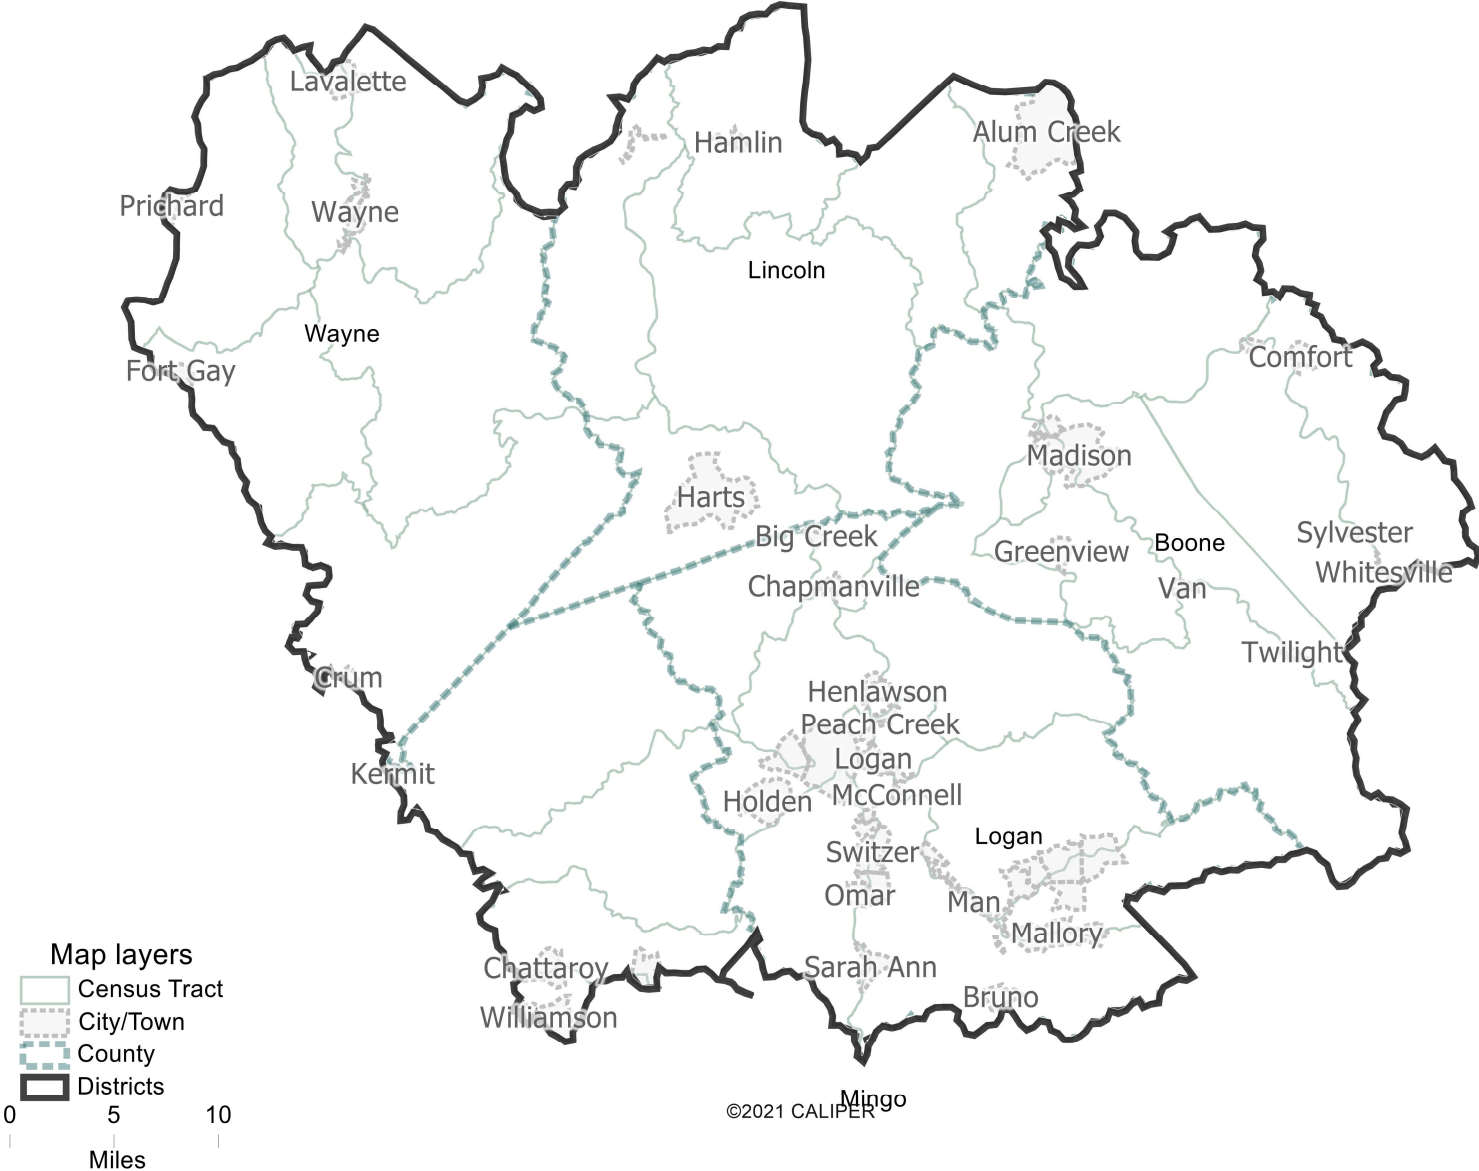 Lavalette
Hamlin
Alum Creek
Prichard
Wayne
Lincoln
Wayne
Fort Gay
Comfort
Madison
Harts
Big Creek
Greenview
Boone
Sylvester
Whitesville
Chapmanville
Van
Twilight
Crum
Henlawson
Peach Creek
Logan
Kermit
Holden
McConnell
Logan
Switzer
Omar
Man
Mallory
Chattaroy
Sarah Ann
Bruno
Williamson
Mingo
©2021 CALIPER
Map layers
Census Tract
City/Town
County
Districts
0 5 10
Miles